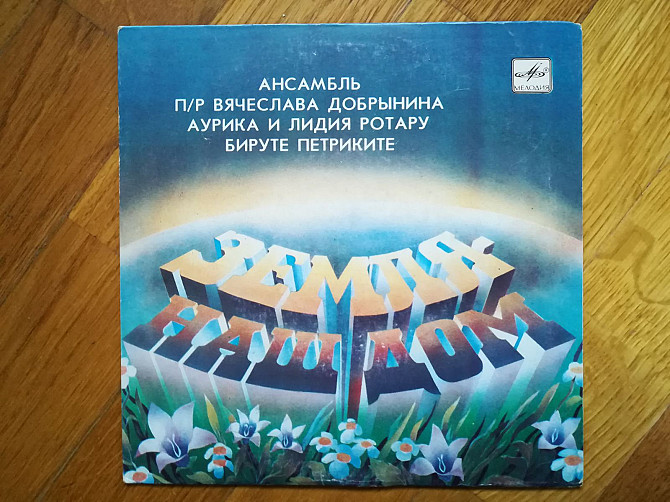 АНСАМБЛЬ
П/Р ВЯЧЕСЛАВА ДОБРЫНИНА
АУРИКА И ЛИДИЯ РОТАРУ
БИРУТЕ ПЕТРИКИТЕ
МЕЛОДИЯ
ЗЕМЛЯ
НАШ ДОМ